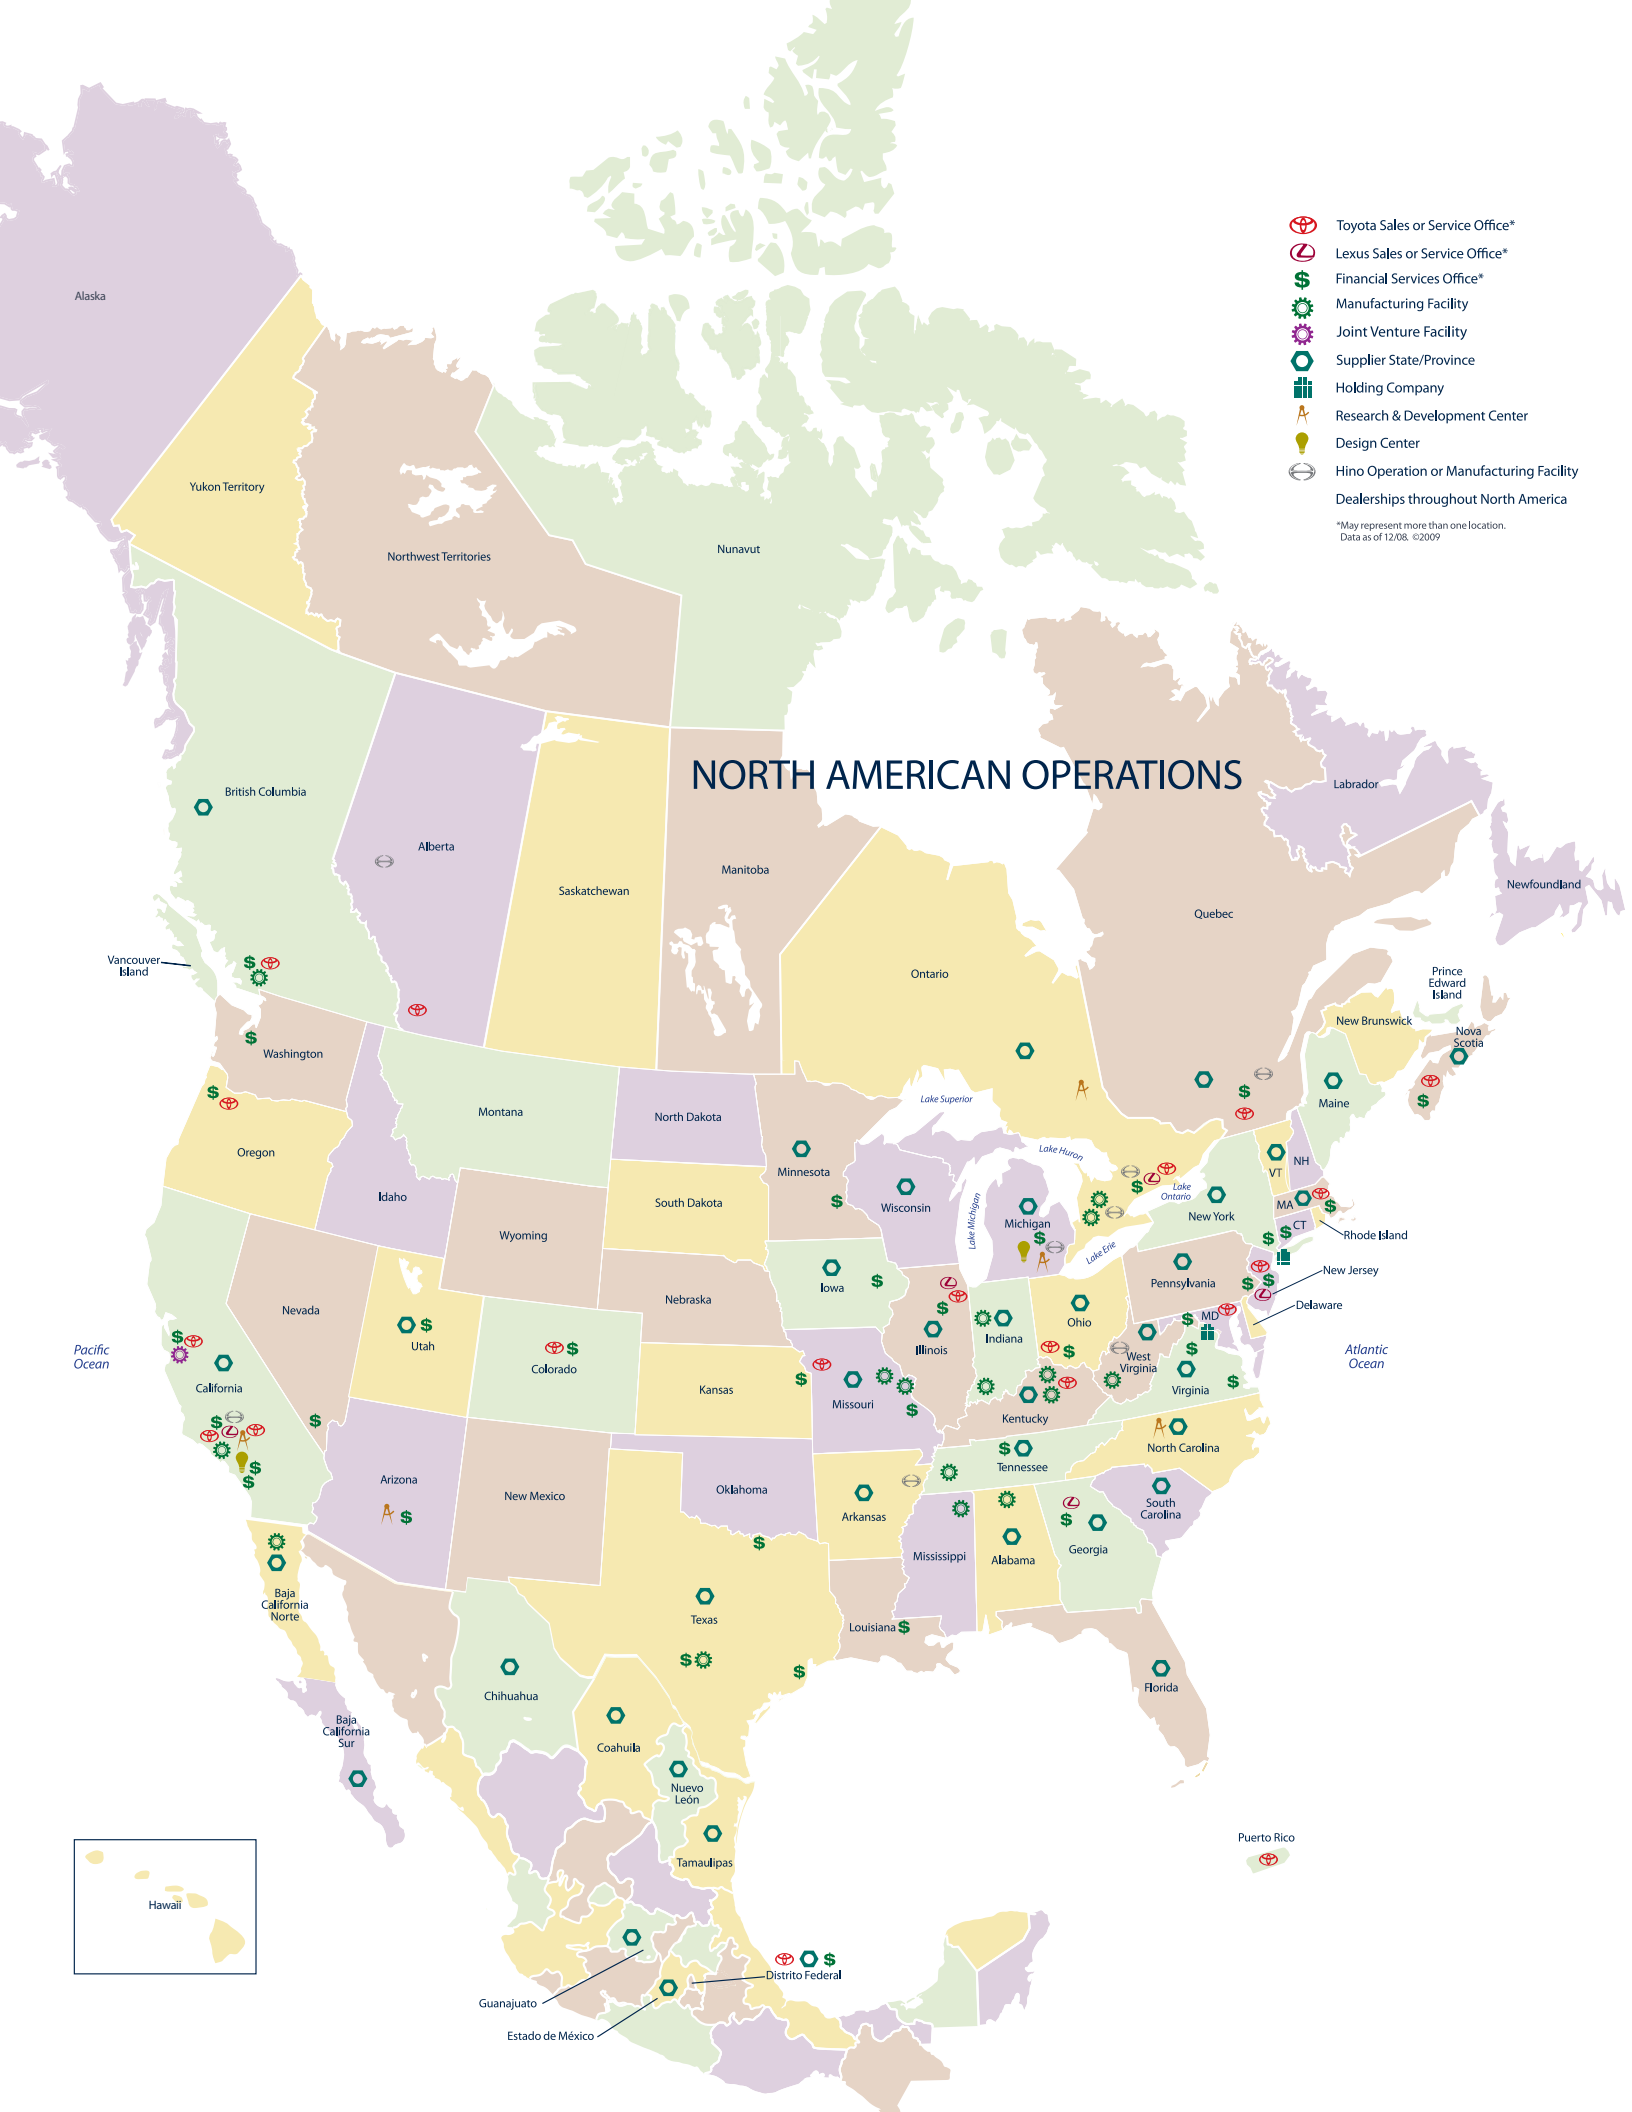 Toyota Sales or Service Office*
Lexus Sales or Service Office*
$ Financial Services Office*
Manufacturing Facility
Joint Venture Facility
Supplier State/Province
Holding Company
Research & Development Center
Design Center
Hino Operation or Manufacturing Facility
Dealerships throughout North America
*May represent more than one location.
Data as of 12/08. ©2009
Alaska
Yukon Territory
Northwest Territories
Nunavut
NORTH AMERICAN OPERATIONS
British Columbia
Labrador
Alberta
Manitoba
Saskatchewan
Newfoundland
Quebec
Vancouver
Island
Ontario
Prince
Edward
Island
New Brunswick
Nova
Scotia
Washington
Maine
Lake Superior
Montana
North Dakota
Oregon
Lake Huron
Minnesota
VT
NH
Idaho
South Dakota
Wisconsin
Lake Michigan
Michigan
Lake
Ontario
New York
MA
CT
Rhode Island
Wyoming
Lake Erie
Iowa
Pennsylvania
New Jersey
Nebraska
Nevada
Delaware
MD
Ohio
Indiana
Illinois
Utah
Pacific
Ocean
Colorado
West
Virginia
Atlantic
Ocean
California
Kansas
Missouri
Virginia
Kentucky
North Carolina
Tennessee
Arizona
New Mexico
Oklahoma
South
Carolina
Arkansas
Georgia
Mississippi
Alabama
Baja
California
Norte
Texas
Louisiana
Florida
Chihuahua
Baja
California
Sur
Coahuila
Nuevo
León
Puerto Rico
Tamaulipas
Hawaii
Distrito Federal
Guanajuato
Estado de México